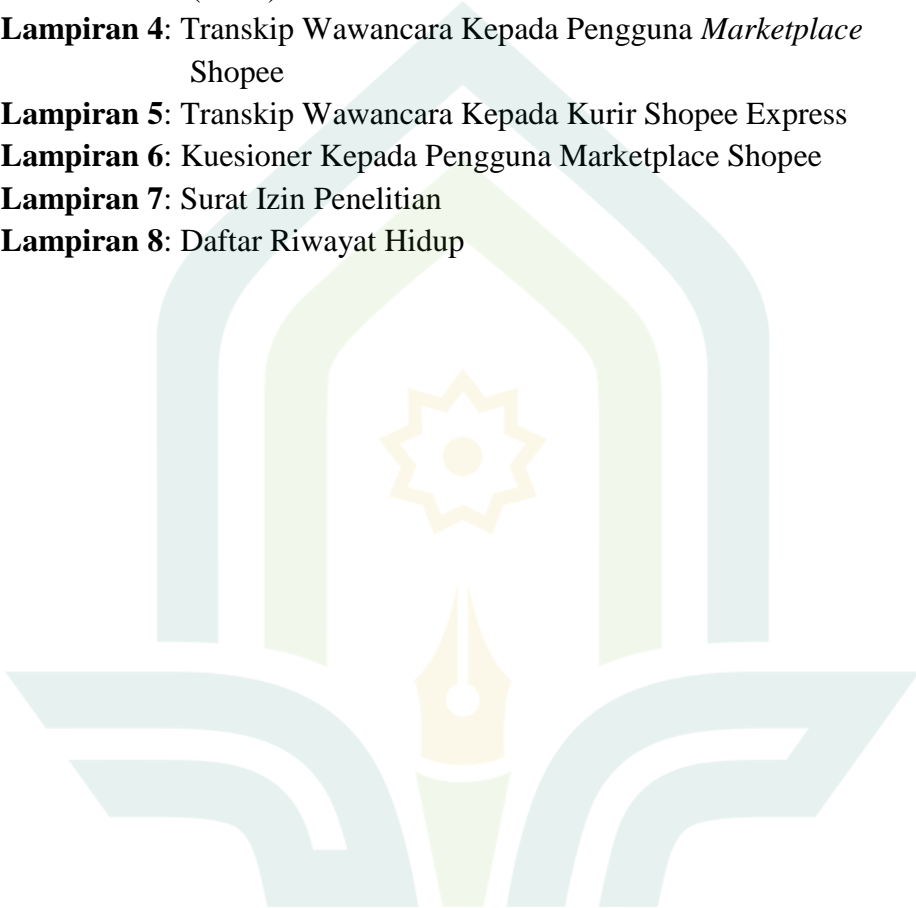 Lampiran 4: Transkip Wawancara Kepada Pengguna Marketplace
Shopee
Lampiran 5: Transkip Wawancara Kepada Kurir Shopee Express
Lampiran 6: Kuesioner Kepada Pengguna Marketplace Shopee
Lampiran 7: Surat Izin Penelitian
Lampiran 8: Daftar Riwayat Hidup